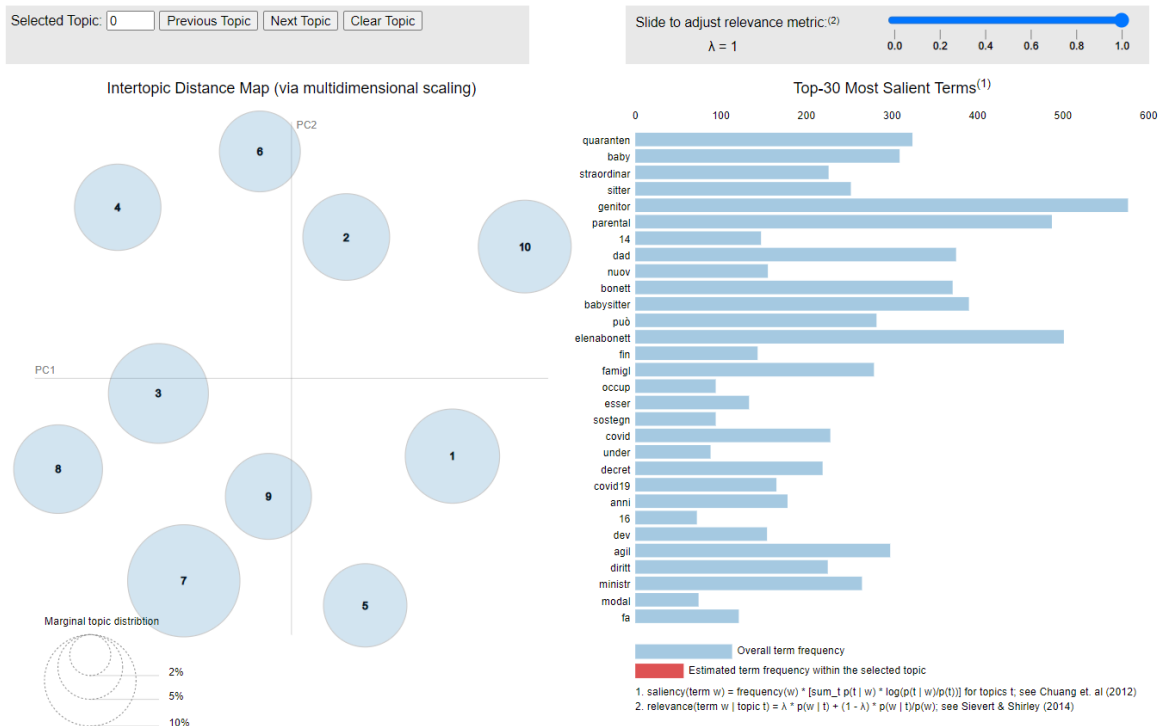 Selected Topic: 0 Previous Topic Next Topic Clear Topic
Slide to adjust relevance metric:(2)
λ = 1
0.0 0.2 0.4 0.6 0.8 1.0
Intertopic Distance Map (via multidimensional scaling)
PC2
6
4
2
10
PC1
3
1
8
9
7
5
Marginal topic distribtion
2%
5%
10%
Top-30 Most Salient Terms(1)
0 100 200 300 400 500 600
quaranten
baby
straordinar
sitter
genitor
parental
14
dad
nuov
bonett
babysitter
può
elenabonett
fin
famigl
occup
esser
sostegn
covid
under
decret
covid19
anni
16
dev
agil
diritt
ministr
modal
fa
Overall term frequency
Estimated term frequency within the selected topic
1. saliency(term w) = frequency(w) * [sum_t p(t | w) * log(p(t | w)/p(t))] for topics t; see Chuang et. al (2012)
2. relevance(term w | topic t) = λ * p(w | t) + (1 - λ) * p(w | t)/p(w); see Sievert & Shirley (2014)